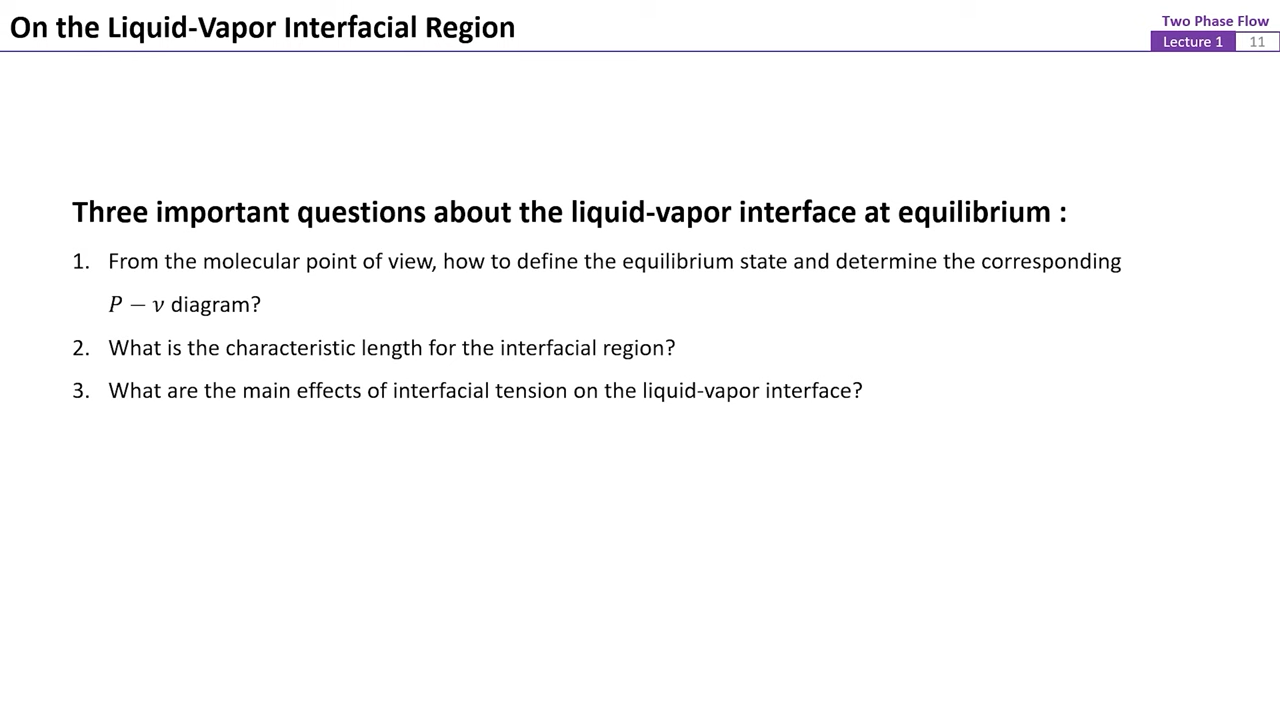 On the Liquid-Vapor Interfacial Region
Two Phase Flow
Lecture 1 11
Three important questions about the liquid-vapor interface at equilibrium :
1. From the molecular point of view, how to define the equilibrium state and determine the corresponding
P − ν diagram?
2. What is the characteristic length for the interfacial region?
3. What are the main effects of interfacial tension on the liquid-vapor interface?